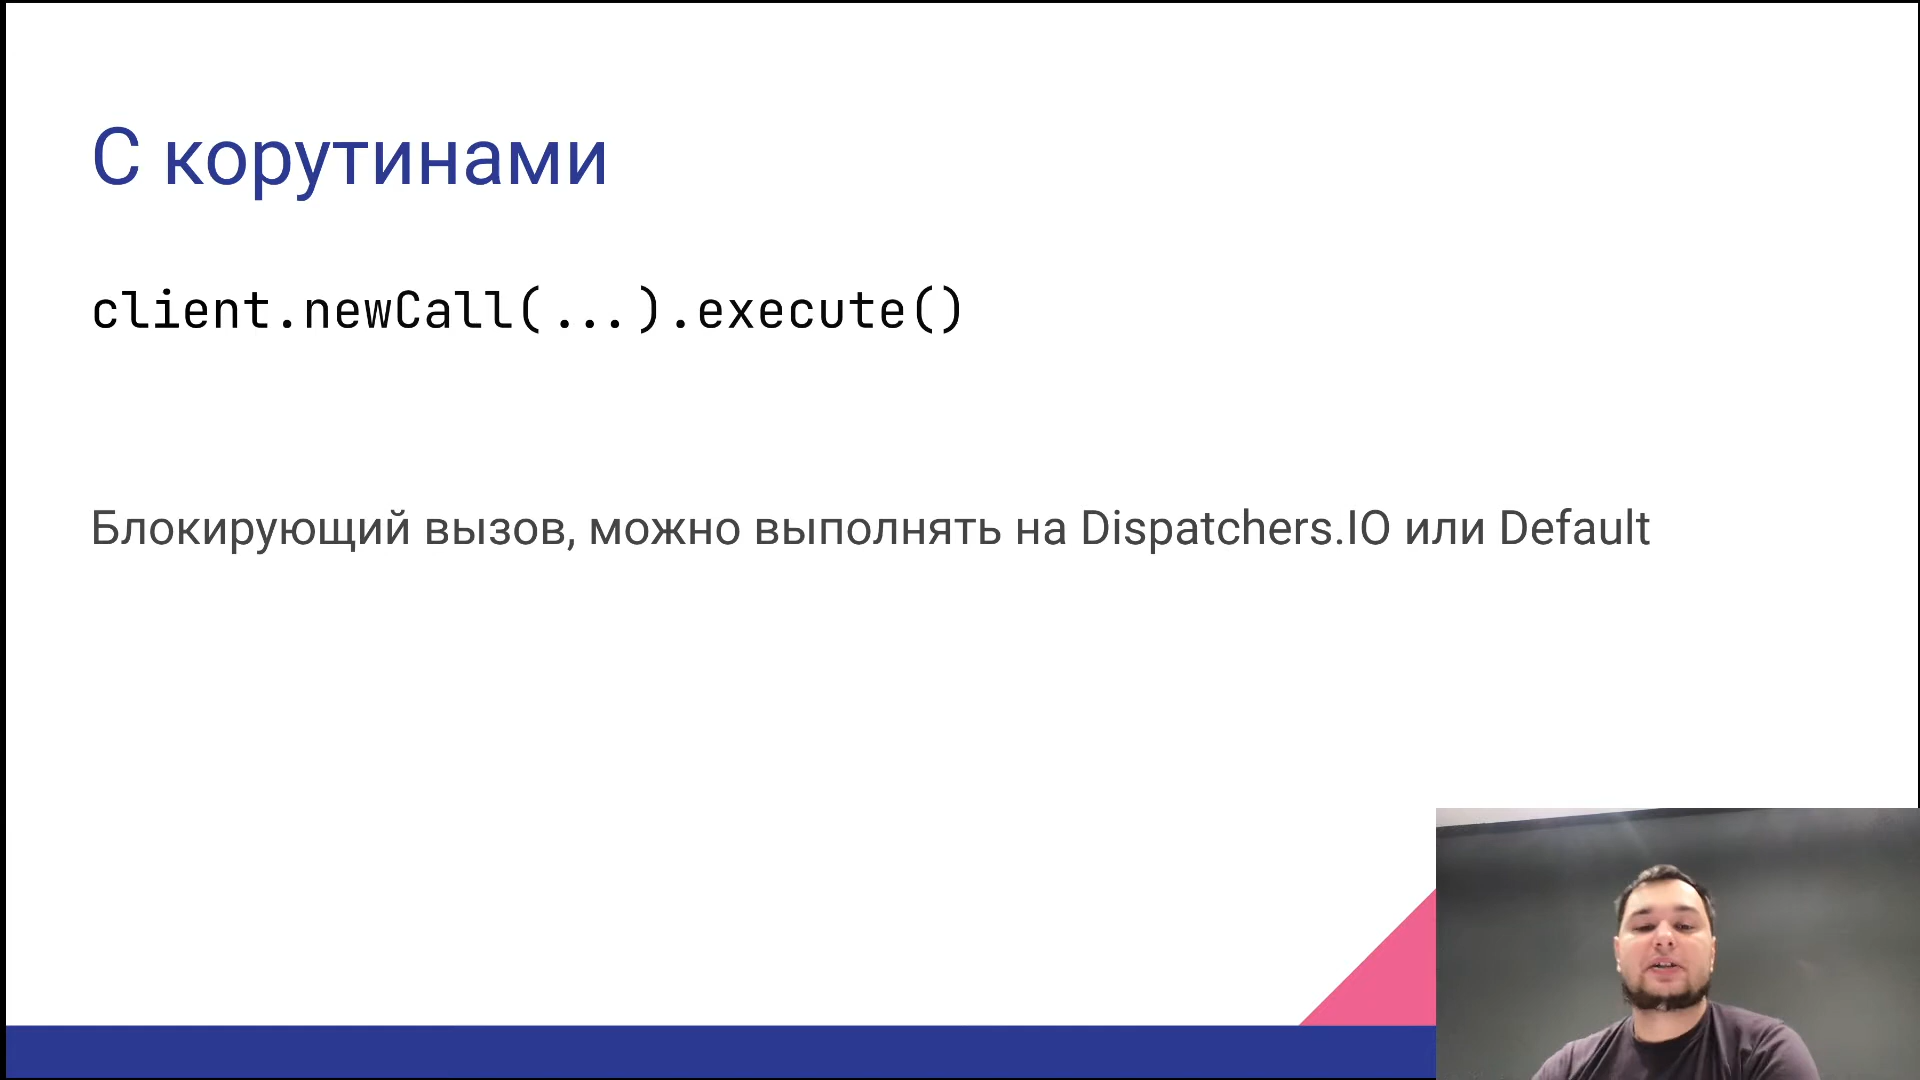 С корутинами
client.newCall(...).execute()
Блокирующий вызов, можно выполнять на Dispatchers.IO или Default